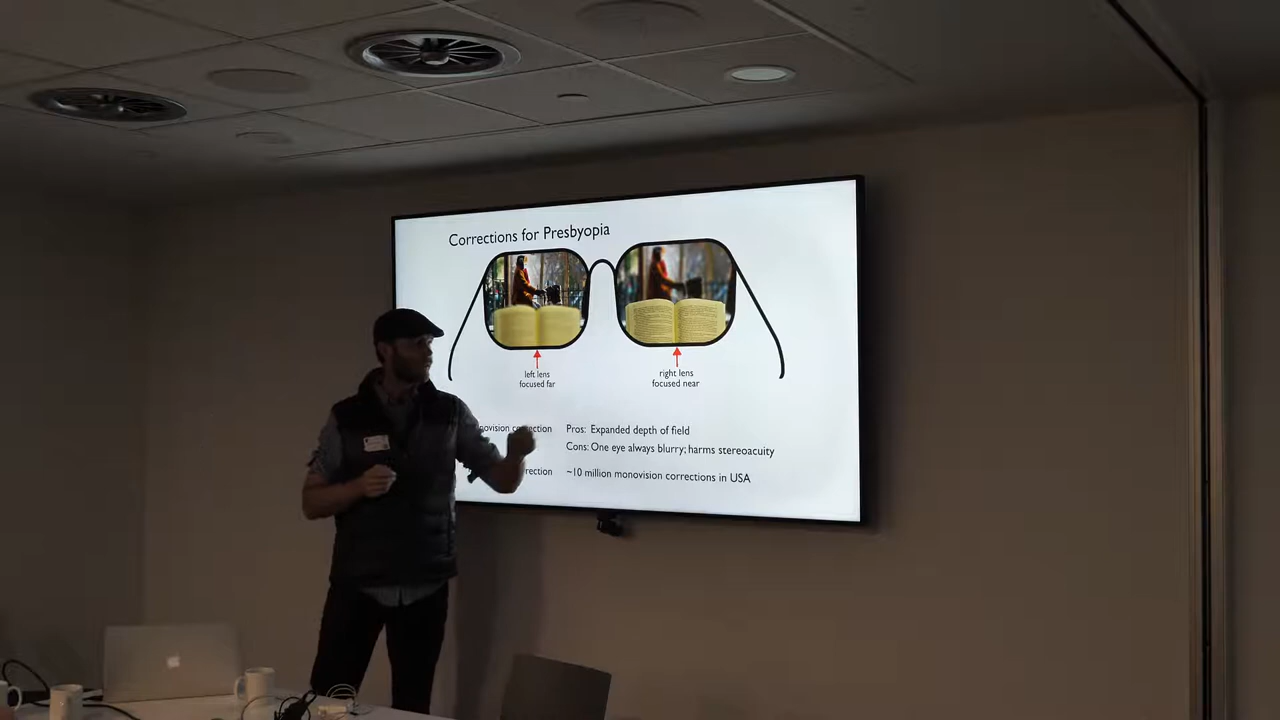 Corrections for Presbyopia
left lens
focused far
right lens
focused near
Pros: Expanded depth of field
Cons: One eye always blurry; harms stereoacuity
~10 million monovision corrections in USA